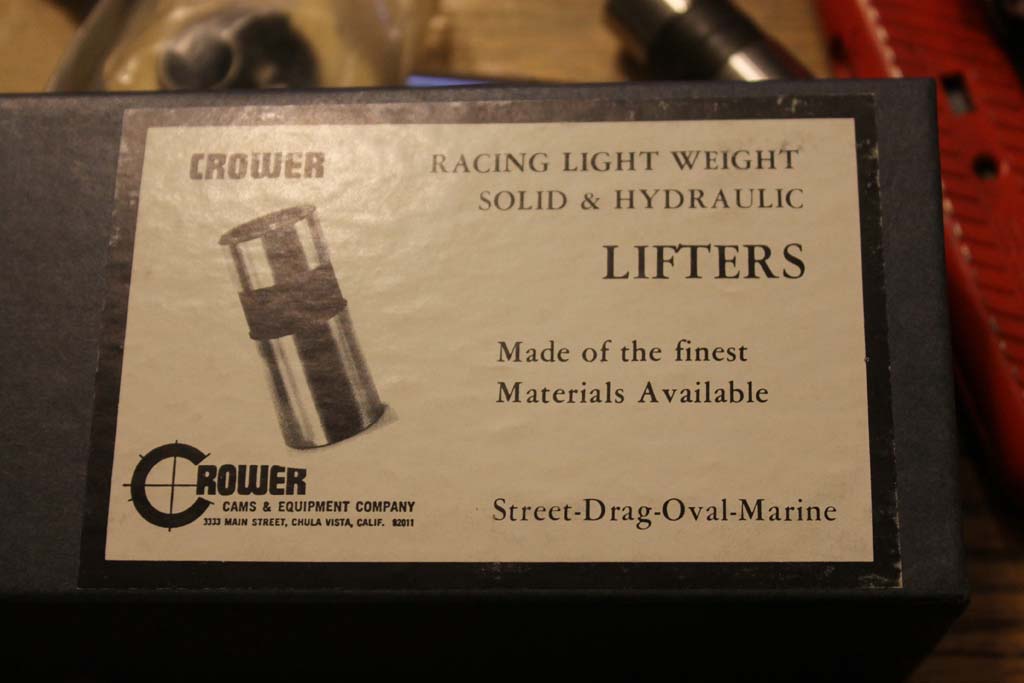 CROWER
RACING LIGHT WEIGHT
SOLID & HYDRAULIC
LIFTERS
Made of the finest
Materials Available
CROWER
CAMS & EQUIPMENT COMPANY
3333 MAIN STREET, CHULA VISTA, CALIF. 92011
Street-Drag-Oval-Marine